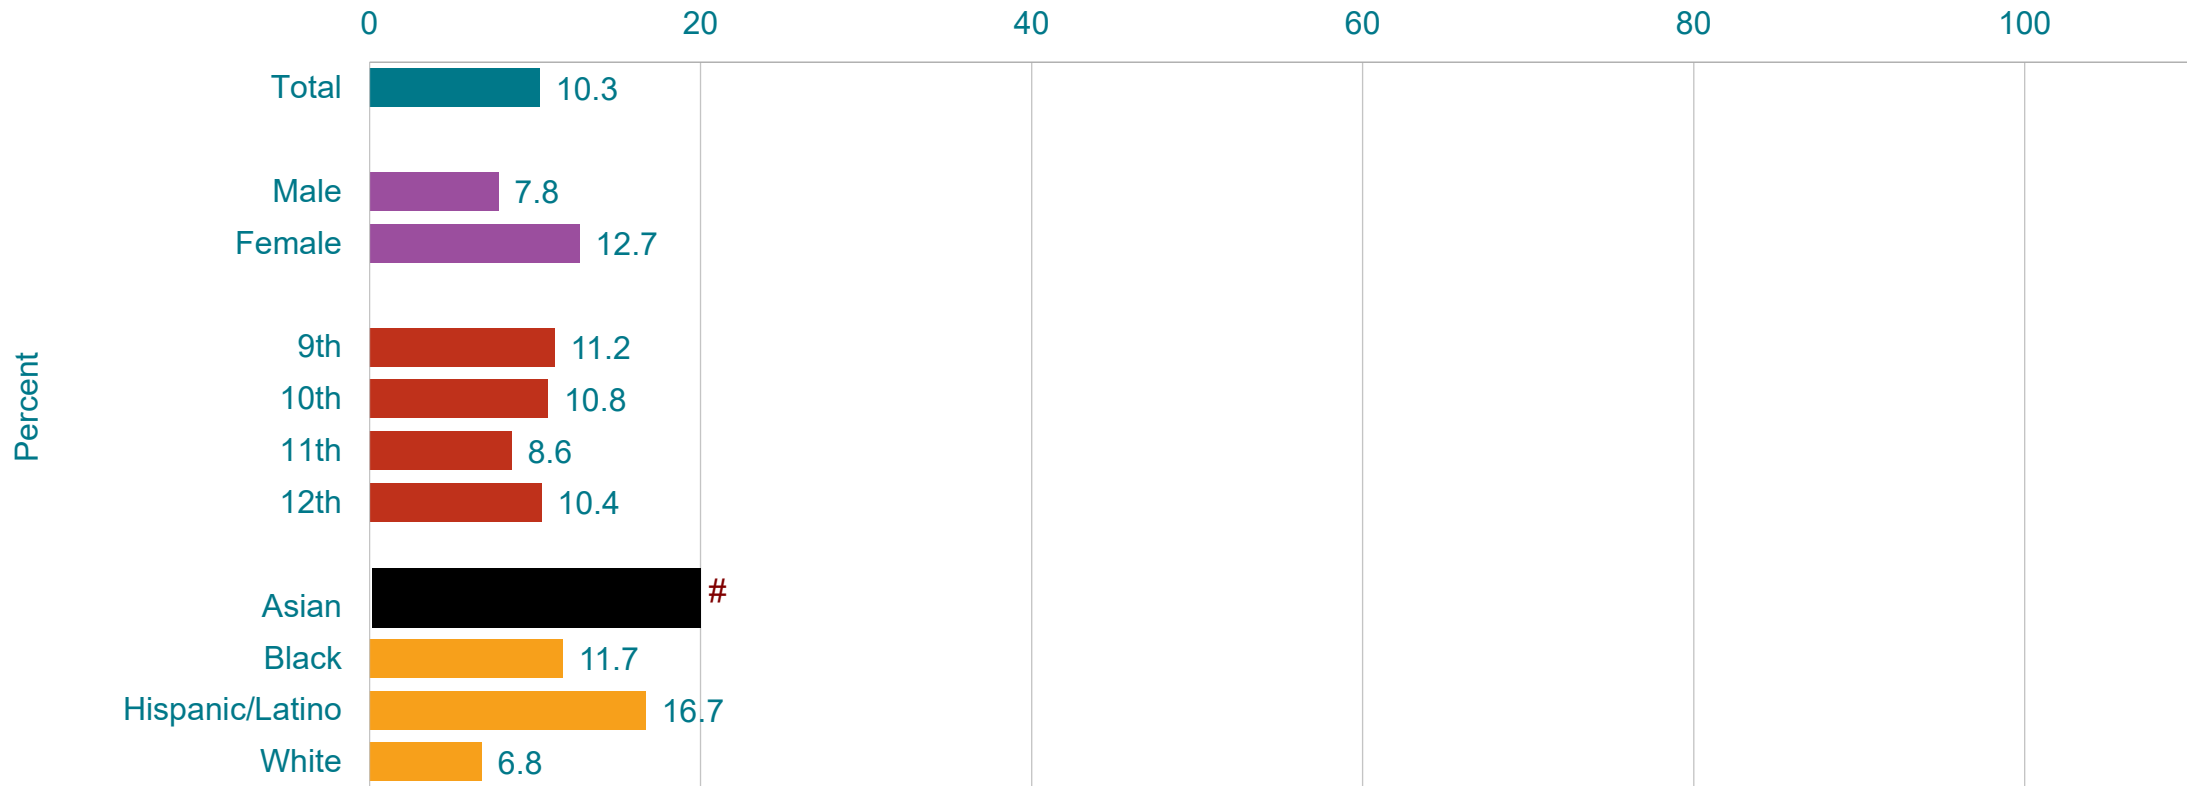 0 20 40 60 80 100
Total 10.3
Male 7.8
Female 12.7
9th 11.2
10th 10.8
11th 8.6
12th 10.4
Asian #
Black 11.7
Hispanic/Latino 16.7
White 6.8
Percent